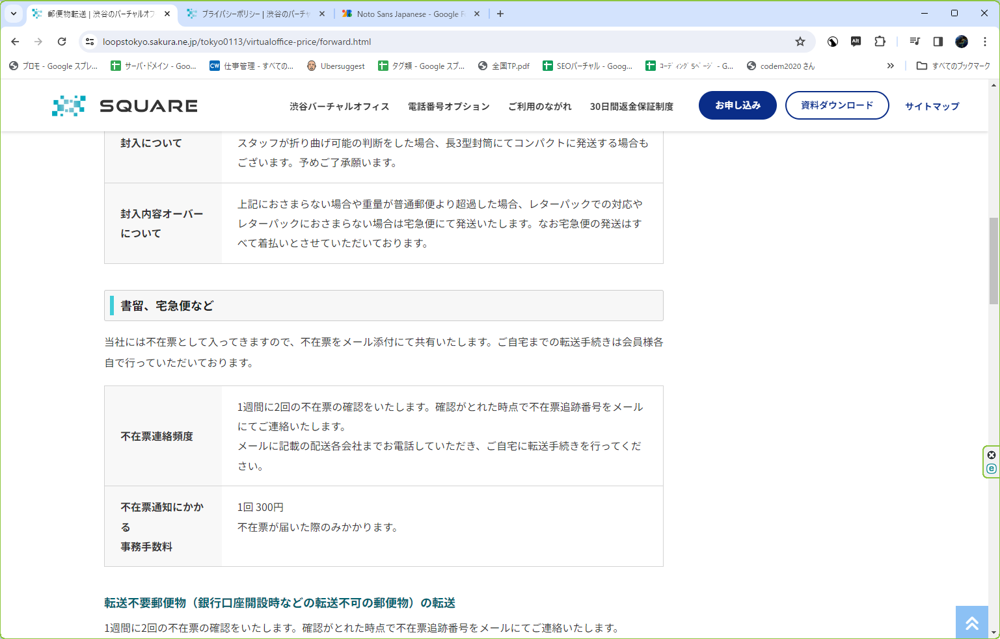 郵便物転送 | 渋谷のバーチャルオフ
プライバシーポリシー | 渋谷のバーチャ
Noto Sans Japanese - Google F
loopstokyo.sakura.ne.jp/tokyo0113/virtualoffice-price/forward.html
プロモ - Google スプレ...
サーバ・ドメイン - Goo...
CW
仕事管理 - すべての...
Ubersuggest
タグ類 - Google スプ...
全国TP.pdf
SEOバーチャル - Goog...
コーディング 5ページ - G...
codem2020 さん
すべてのブックマーク
SQUARE
渋谷バーチャルオフィス
電話番号オプション
ご利用のながれ
30日間返金保証制度
お申し込み
資料ダウンロード
サイトマップ
封入について
スタッフが折り曲げ可能の判断をした場合、長3型封筒にてコンパクトに発送する場合も
ございます。予めご了承願います。
封入内容オーバー
について
上記におさまらない場合や重量が普通郵便より超過した場合、レターパックでの対応や
レターパックにおさまらない場合は宅急便にて発送いたします。なお宅急便の発送はす
べて着払いとさせていただいております。
書留、宅急便など
当社には不在票として入ってきますので、不在票をメール添付にて共有いたします。ご自宅までの転送手続きは会員様各
自で行っていただいております。
不在票連絡頻度
1週間に2回の不在票の確認をいたします。確認がとれた時点で不在票追跡番号をメール
にてご連絡いたします。
メールに記載の配送各会社までお電話していただき、ご自宅に転送手続きを行ってくだ
さい。
不在票通知にかか
る
事務手数料
1回 300円
不在票が届いた際のみかかります。
転送不要郵便物（銀行口座開設時などの転送不可の郵便物）の転送
1週間に2回の不在票の確認をいたします。確認がとれた時点で不在票追跡番号をメールにてご連絡いたします。